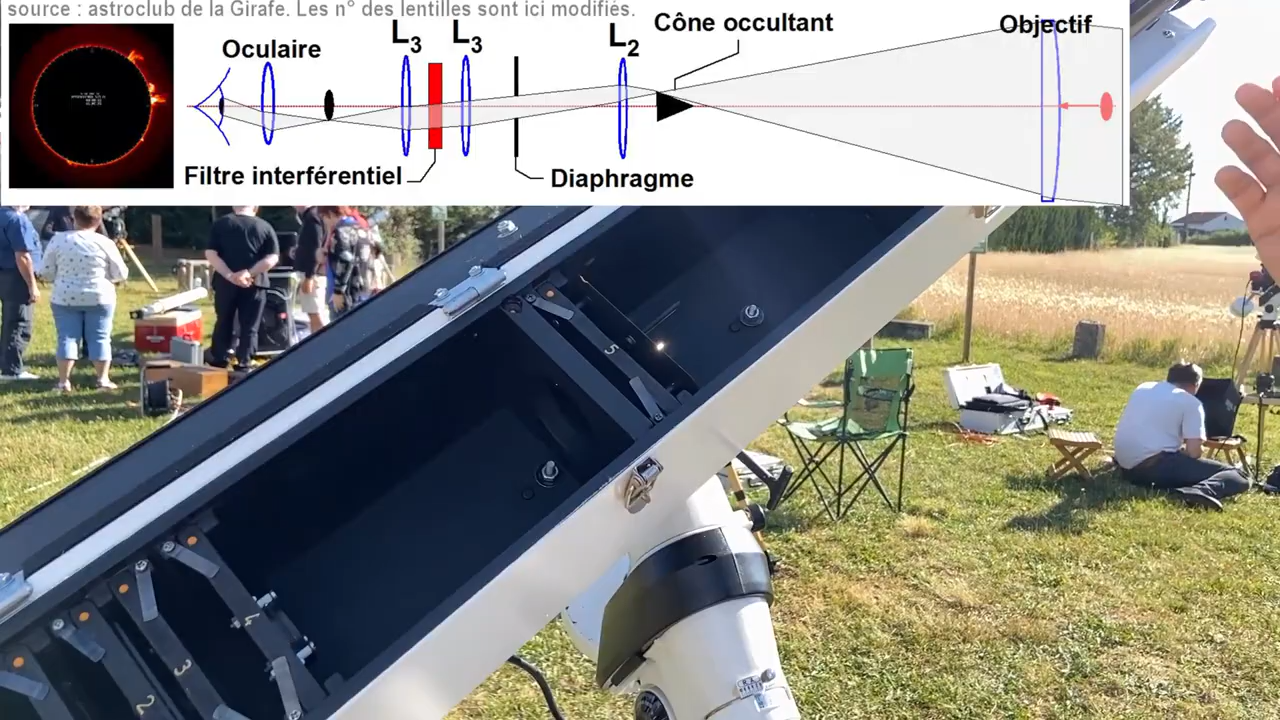 source : astroclub de la Girafe. Les n° des lentilles sont ici modifiés.
Oculaire
L3
L3
L2
Cône occultant
Objectif
Filtre interférentiel
Diaphragme
5
4
3
2